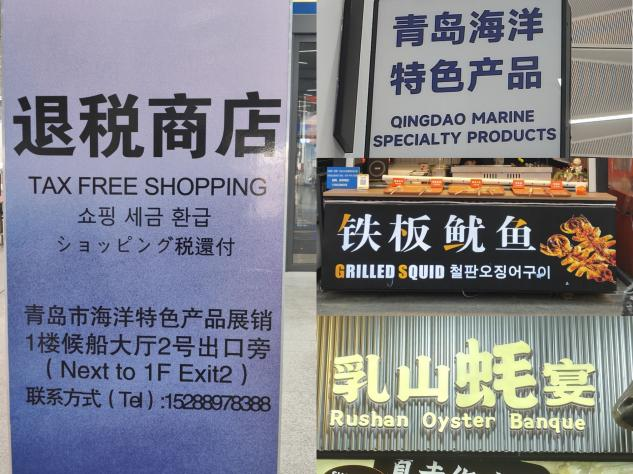 退税商店
TAX FREE SHOPPING
쇼핑 세금 환급
ショッピング税還付
青岛市海洋特色产品展销
1楼候船大厅2号出口旁
(Next to 1F Exit2)
联系方式(Tel):15288978388
青岛海洋
特色产品
QINGDAO MARINE
SPECIALTY PRODUCTS
铁板鱿鱼
GRILLED SQUID 철판오징어구이
乳山蚝宴
Rushan Oyster Banque